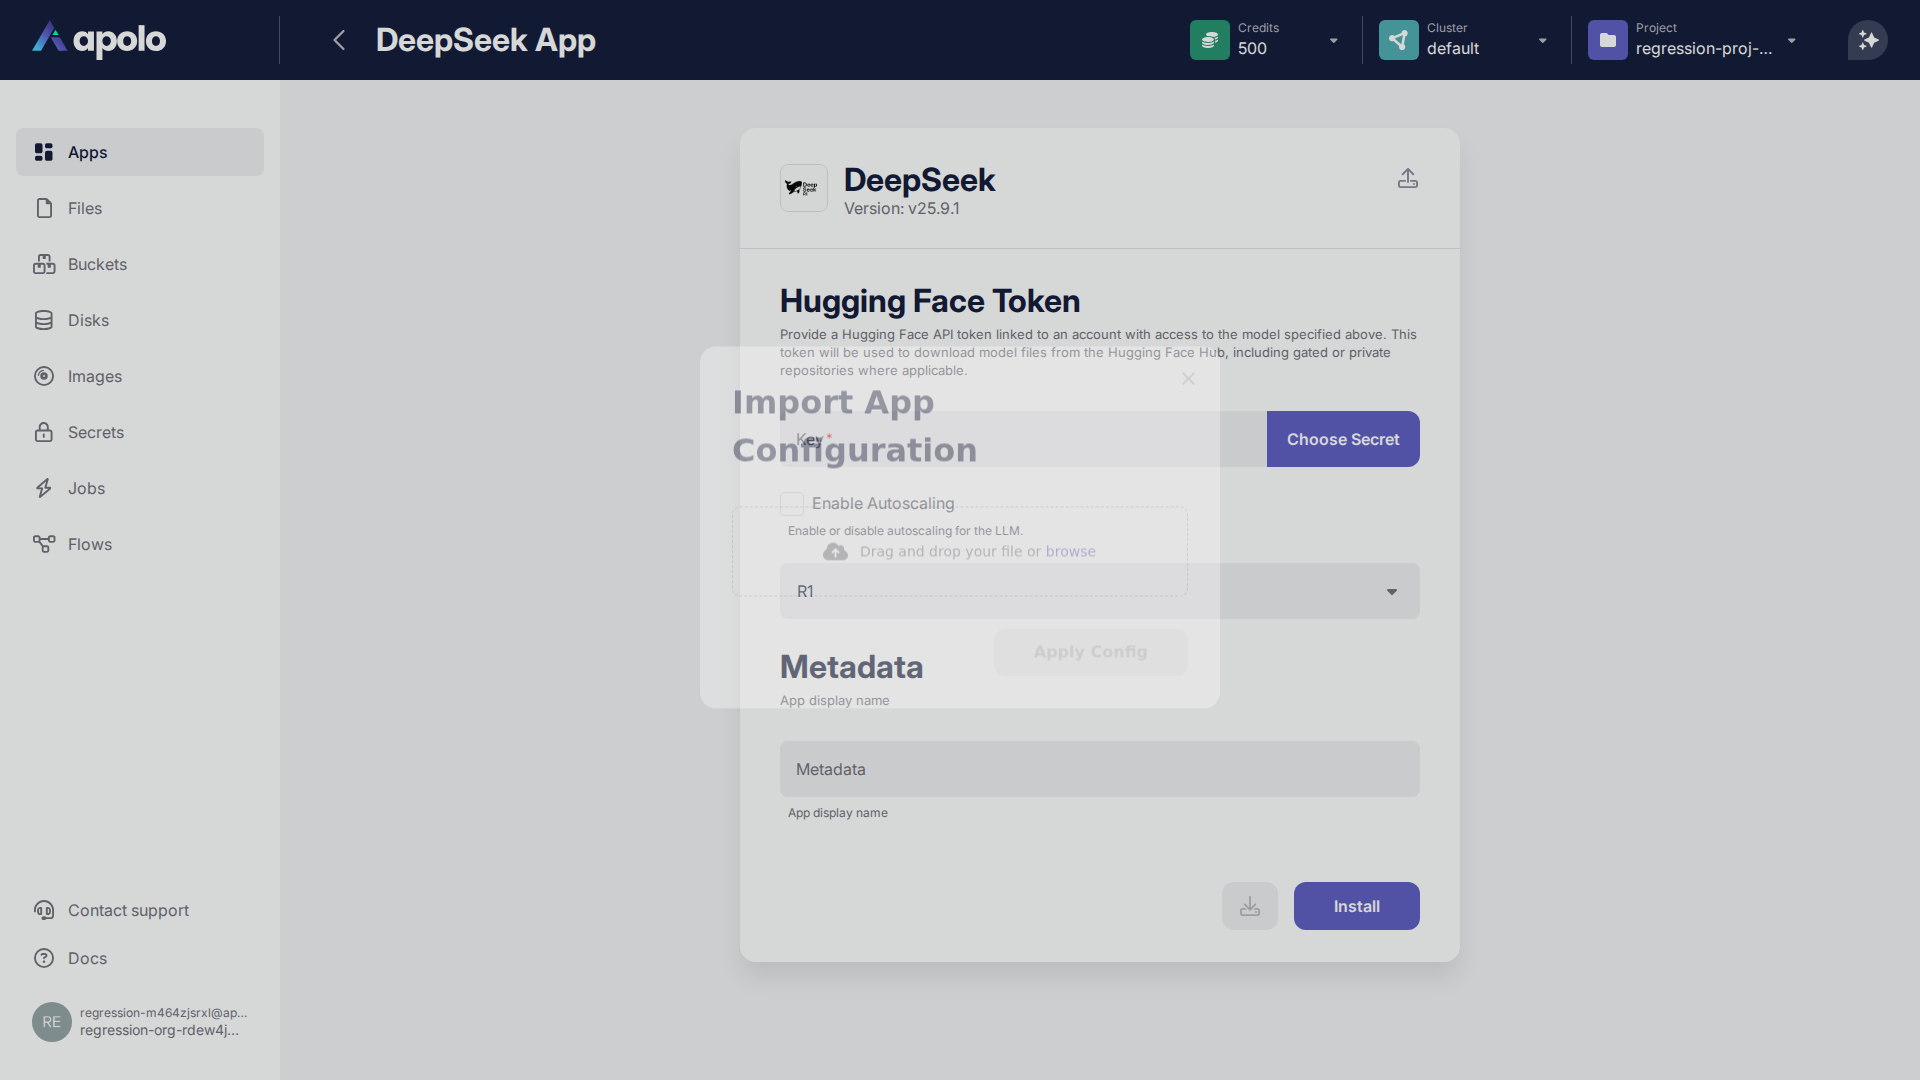 apolo
DeepSeek App
Credits
500
Cluster
default
Project
regression-proj-...
Apps
Files
Buckets
Disks
Images
Secrets
Jobs
Flows
Contact support
Docs
RE
regression-m464zjsrxl@ap...
regression-org-rdew4j...
deep
seek
DeepSeek
Version: v25.9.1
Hugging Face Token
Provide a Hugging Face API token linked to an account with access to the model specified above. This
token will be used to download model files from the Hugging Face Hub, including gated or private
repositories where applicable.
Import App
Configuration
Key*
Choose Secret
Enable Autoscaling
Enable or disable autoscaling for the LLM.
Drag and drop your file or browse
R1
Apply Config
Metadata
App display name
Metadata
App display name
Install